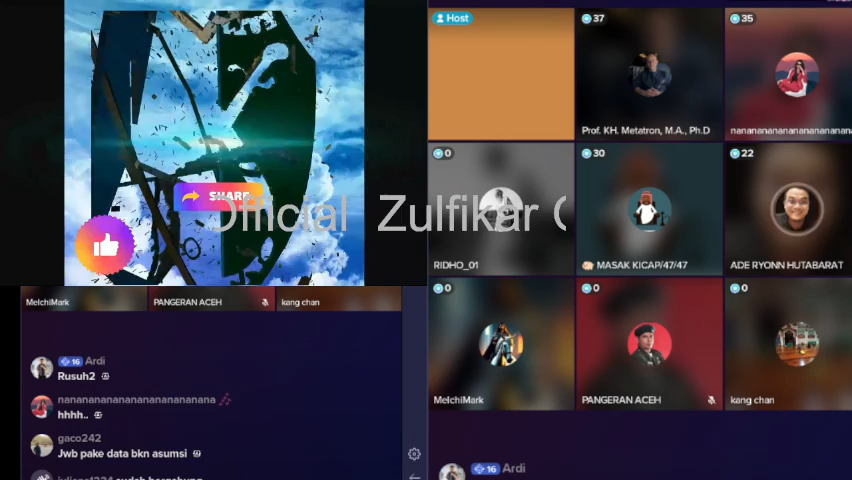 SHARE
Official Zulfikar
Host
37
Prof. KH. Metatron, M.A., Ph.D
35
nanananananananananana
0
RIDHO_01
30
MASAK KICAP/47/47
22
ADE RYONN HUTABARAT
0
MelchiMark
0
PANGERAN ACEH
0
kang chan
16 Ardi
MelchiMark
PANGERAN ACEH
kang chan
16 Ardi
Rusuh2
nanananananananananananana
hhhh..
gaco242
Jwb pake data bkn asumsi